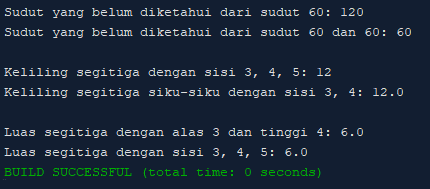 Sudut yang belum diketahui dari sudut 60: 120
Sudut yang belum diketahui dari sudut 60 dan 60: 60
Keliling segitiga dengan sisi 3, 4, 5: 12
Keliling segitiga siku-siku dengan sisi 3, 4: 12.0
Luas segitiga dengan alas 3 dan tinggi 4: 6.0
Luas segitiga dengan sisi 3, 4, 5: 6.0
BUILD SUCCESSFUL (total time: 0 seconds)